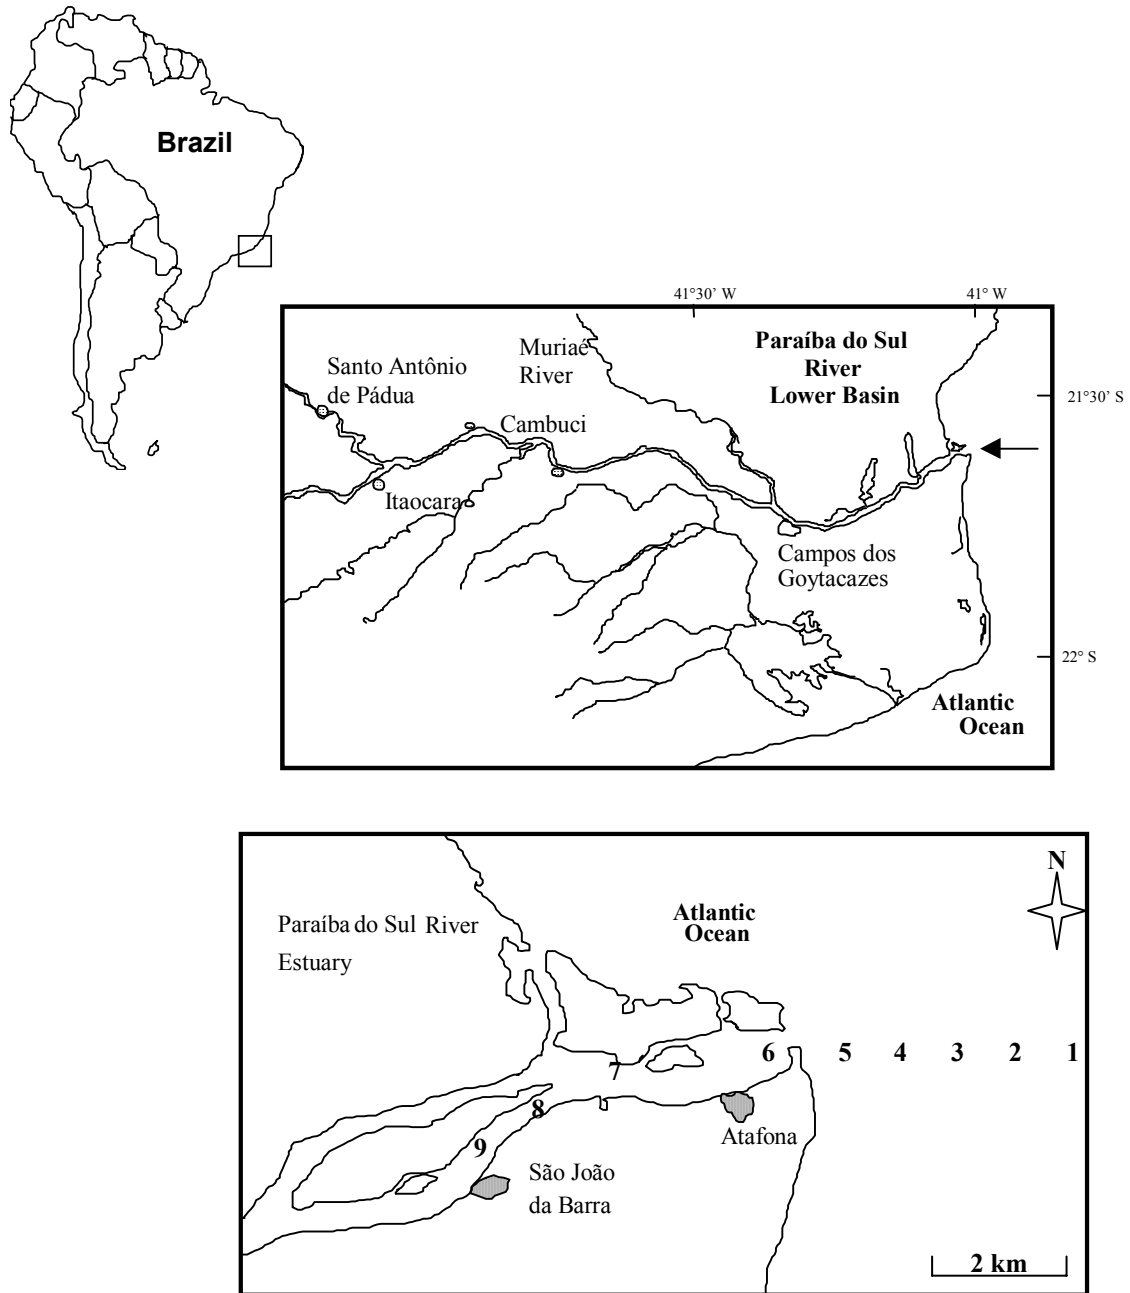 Brazil
41°30’ W
41° W
Santo Antônio
de Pádua
Muriaé
River
Paraíba do Sul
River
Lower Basin
21°30’ S
Cambuci
Itaocara
Campos dos
Goytacazes
22° S
Atlantic
Ocean
N
Paraíba do Sul River
Estuary
Atlantic
Ocean
6 5 4 3 2 1
7
8
9
Atafona
São João
da Barra
2 km